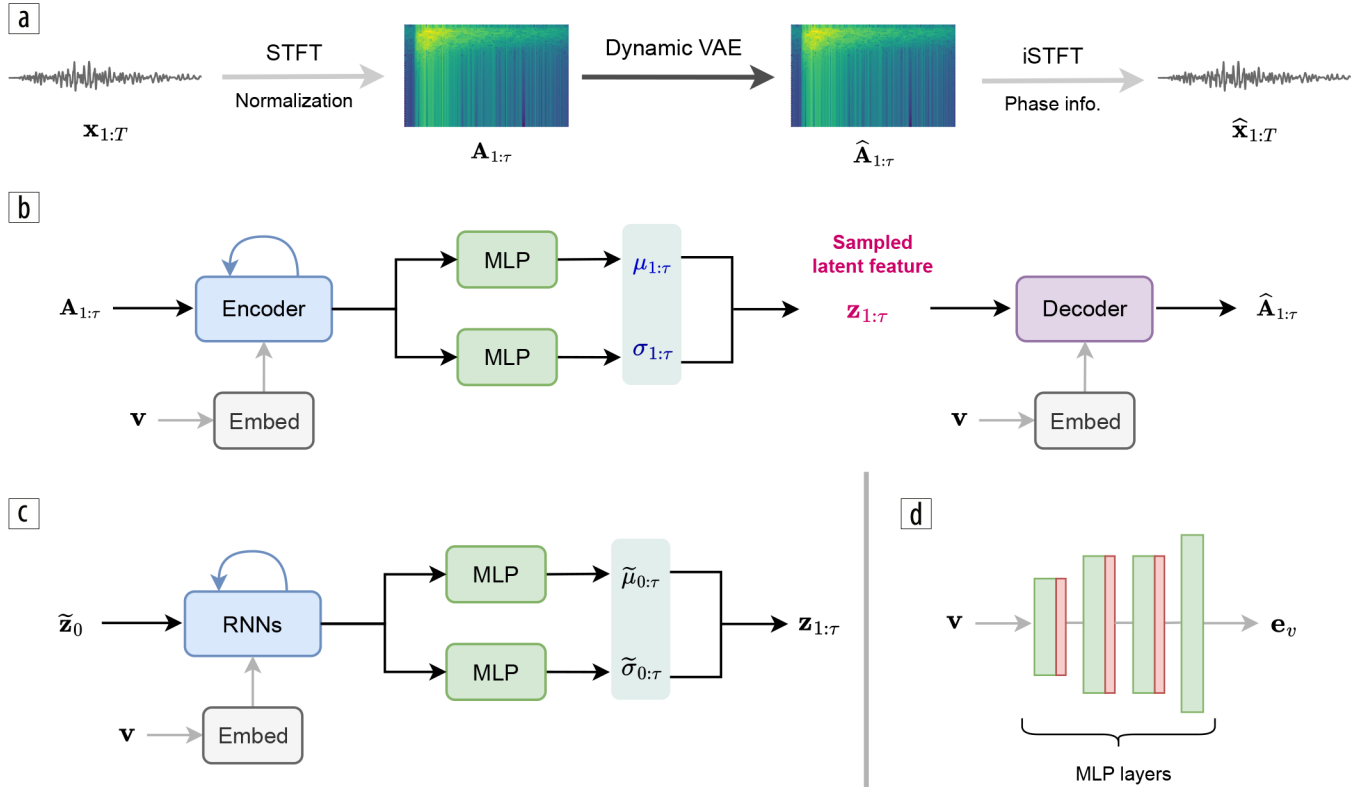 a
STFT
Normalization
Dynamic VAE
iSTFT
Phase info.
𝐱₁:T
𝐀₁:τ
𝐀̂₁:τ
𝐱̂₁:T
b
Sampled
latent feature
𝐀₁:τ
Encoder
MLP
MLP
μ₁:τ
σ₁:τ
𝐳₁:τ
Decoder
𝐀̂₁:τ
𝐯
Embed
𝐯
Embed
c
𝐳̃₀
RNNs
MLP
MLP
μ̃₀:τ
σ̃₀:τ
𝐳₁:τ
𝐯
Embed
d
𝐯
𝐞ᵥ
MLP layers